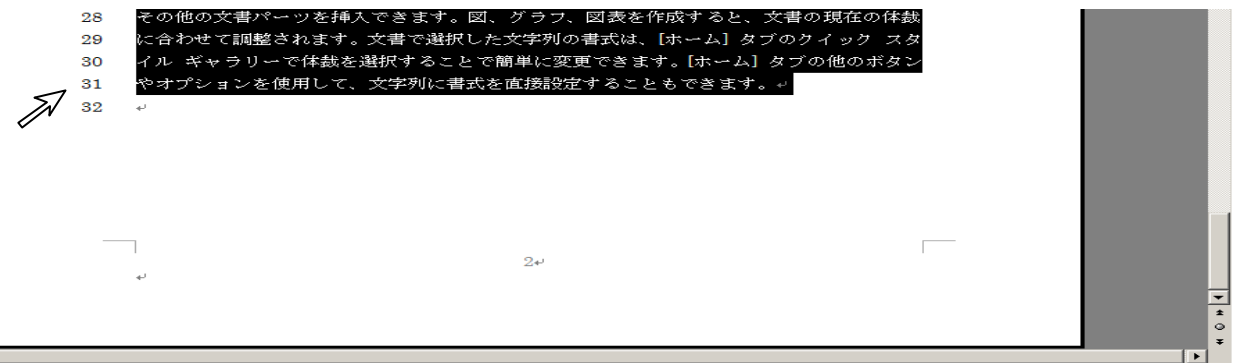 28 その他の文書パーツを挿入できます。図、グラフ、図表を作成すると、文書の現在の体裁
29 に合わせて調整されます。文書で選択した文字列の書式は、[ホーム] タブのクイック スタ
30 イル ギャラリーで体裁を選択することで簡単に変更できます。[ホーム] タブの他のボタン
31 やオプションを使用して、文字列に書式を直接設定することもできます。↵
32 ↵
2↵
↵